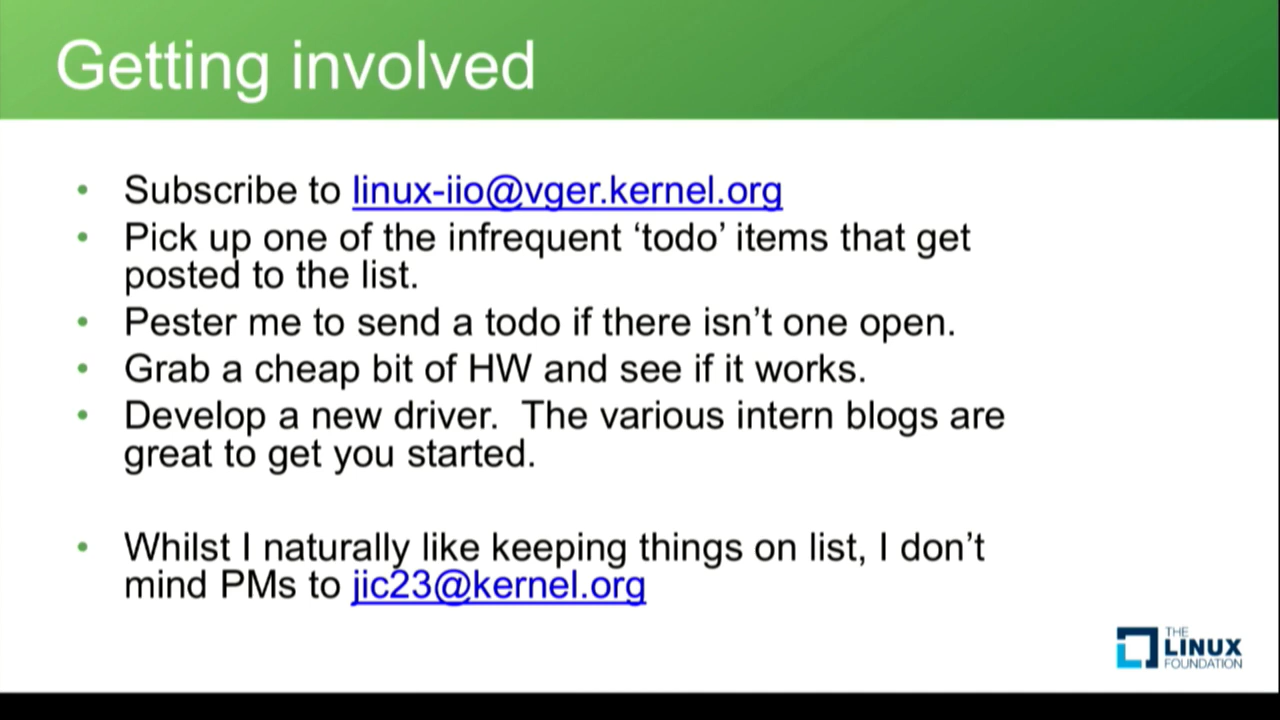 Getting involved
• Subscribe to linux-iio@vger.kernel.org
• Pick up one of the infrequent ‘todo’ items that get
posted to the list.
• Pester me to send a todo if there isn’t one open.
• Grab a cheap bit of HW and see if it works.
• Develop a new driver.  The various intern blogs are
great to get you started.
• Whilst I naturally like keeping things on list, I don’t
mind PMs to jic23@kernel.org
THE
LINUX
FOUNDATION